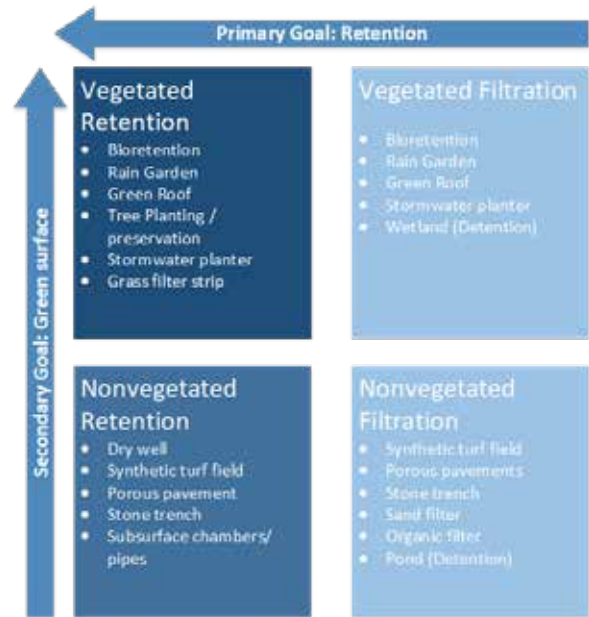 Primary Goal: Retention
Secondary Goal: Green surface
Vegetated
Retention
• Bioretention
• Rain Garden
• Green Roof
• Tree Planting /
preservation
• Stormwater planter
• Grass filter strip
Vegetated Filtration
• Bioretention
• Rain Garden
• Green Roof
• Stormwater planter
• Wetland (Detention)
Nonvegetated
Retention
• Dry well
• Synthetic turf field
• Porous pavement
• Stone trench
• Subsurface chambers/
pipes
Nonvegetated
Filtration
• Synthetic turf field
• Porous pavements
• Stone trench
• Sand filter
• Organic filter
• Pond (Detention)